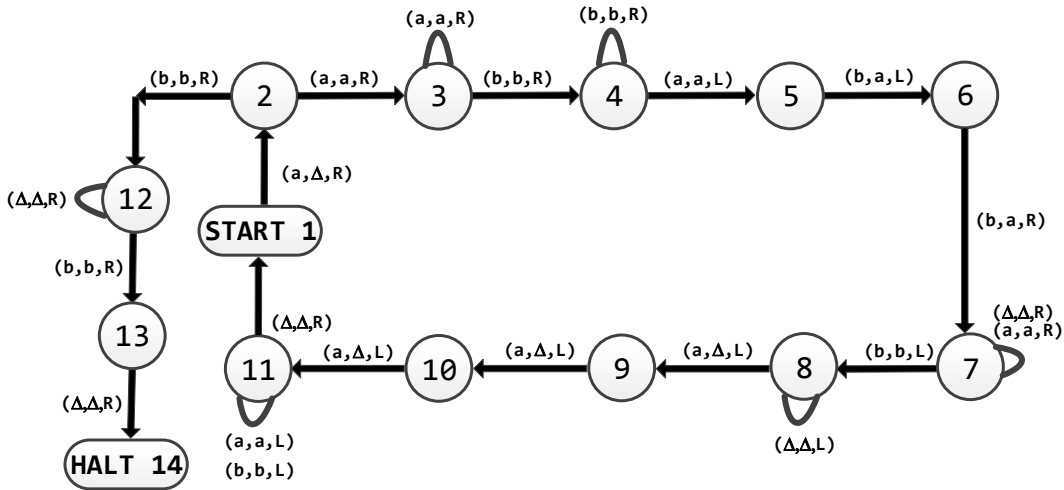 (a,a,R)
(b,b,R)
(b,b,R)
(a,a,R)
(b,b,R)
(a,a,L)
(b,a,L)
2
3
4
5
6
(a,Δ,R)
(Δ,Δ,R)
12
START 1
(b,a,R)
(b,b,R)
13
(Δ,Δ,R)
(Δ,Δ,R)
(a,a,R)
(a,Δ,L)
(a,Δ,L)
(a,Δ,L)
(b,b,L)
11
10
9
8
7
(Δ,Δ,R)
(a,a,L)
(b,b,L)
(Δ,Δ,L)
HALT 14